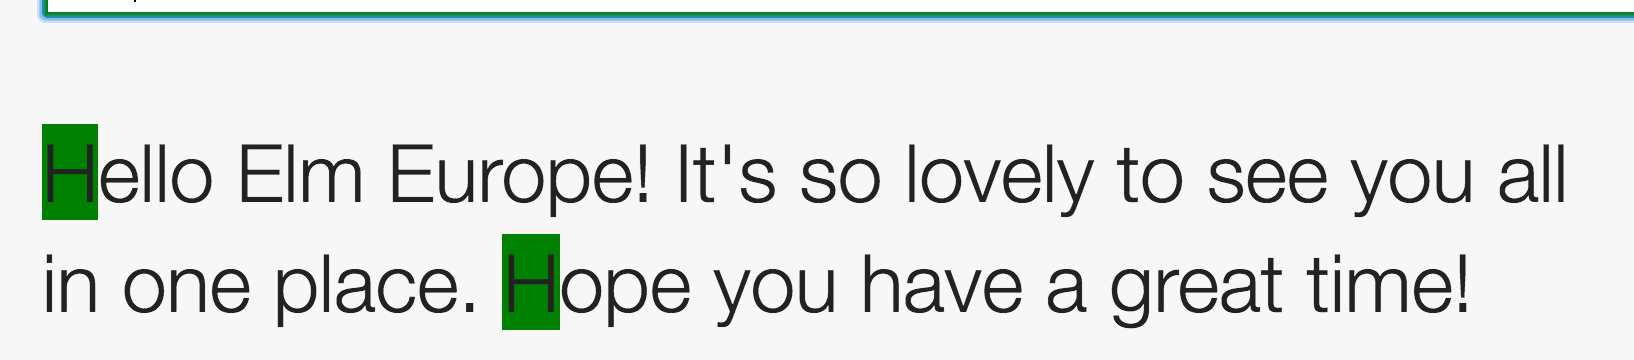 Hello Elm Europe! It's so lovely to see you all
in one place. Hope you have a great time!